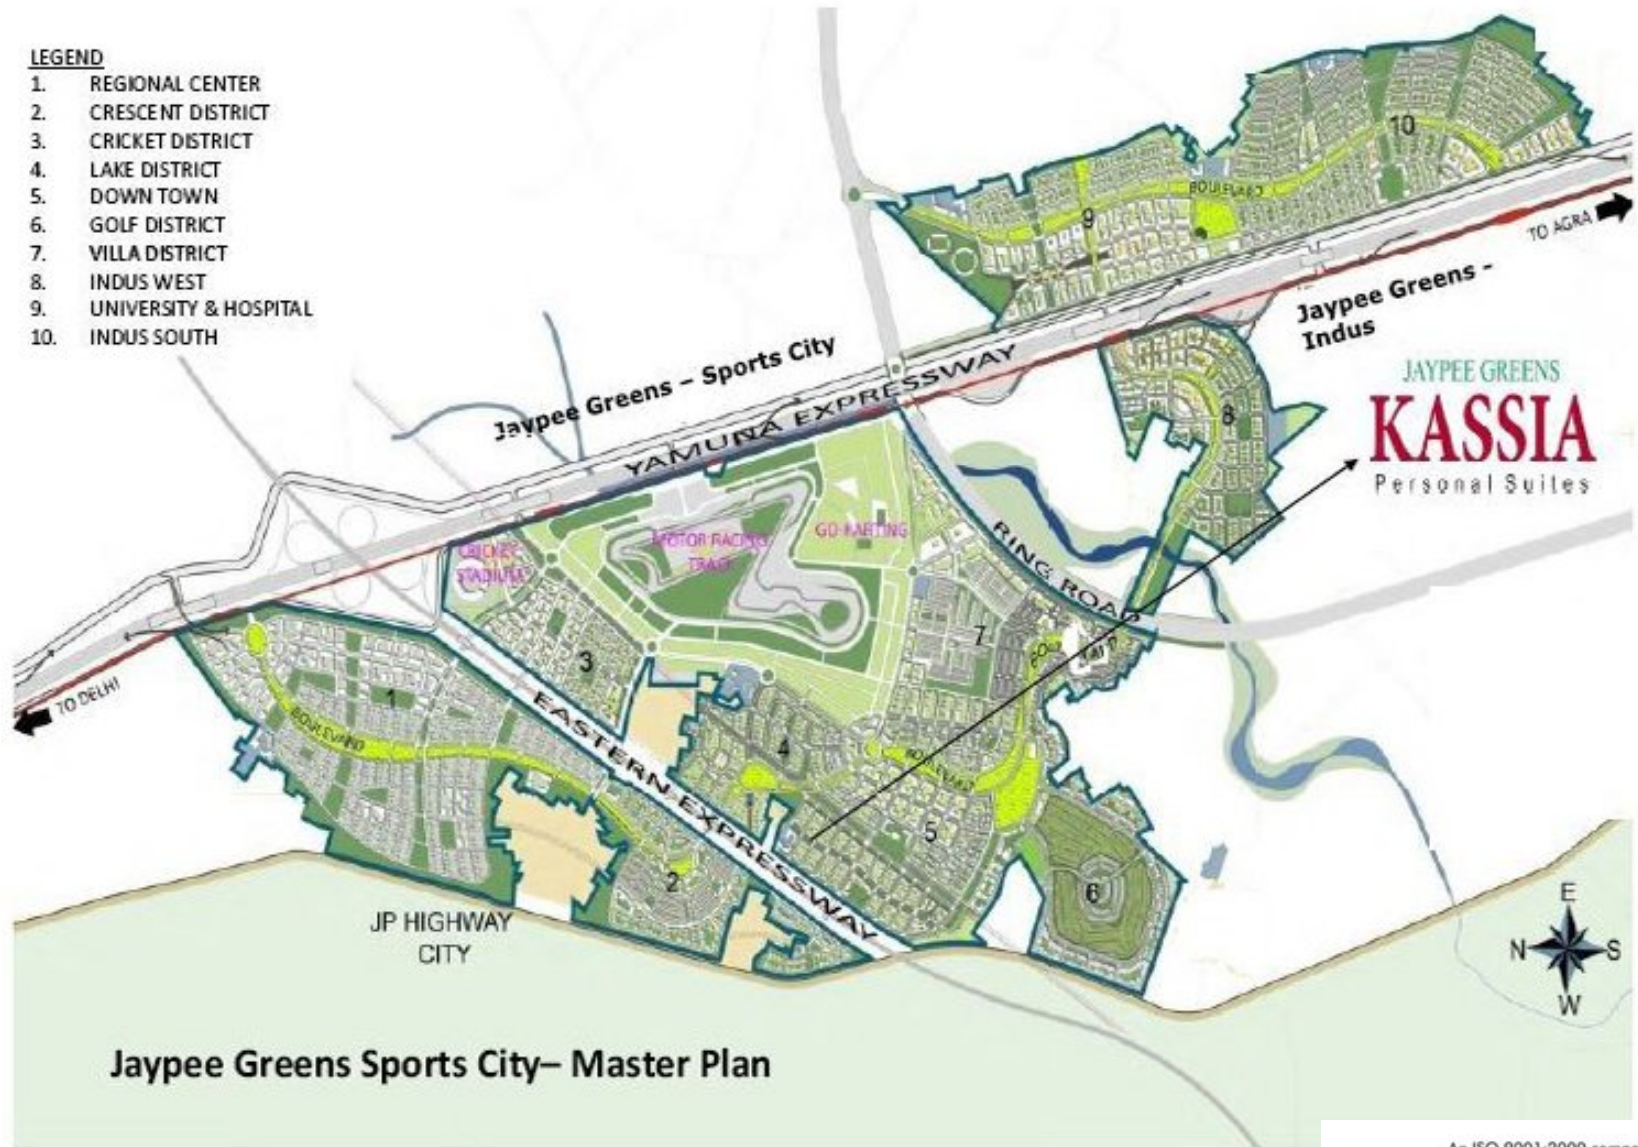 LEGEND
1. REGIONAL CENTER
2. CRESCENT DISTRICT
3. CRICKET DISTRICT
4. LAKE DISTRICT
5. DOWN TOWN
6. GOLF DISTRICT
7. VILLA DISTRICT
8. INDUS WEST
9. UNIVERSITY & HOSPITAL
10. INDUS SOUTH
10
BOULEVARD
9
TO AGRA
Jaypee Greens -
Indus
Jaypee Greens – Sports City
YAMUNA EXPRESSWAY
JAYPEE GREENS
KASSIA
Personal Suites
8
CRICKET
STADIUM
MOTOR RACING
TRACK
GO KARTING
RING ROAD
7
3
TO DELHI
1
BOULEVARD
EASTERN EXPRESSWAY
4
BOULEVARD
5
2
6
JP HIGHWAY
CITY
E
N S
W
Jaypee Greens Sports City– Master Plan